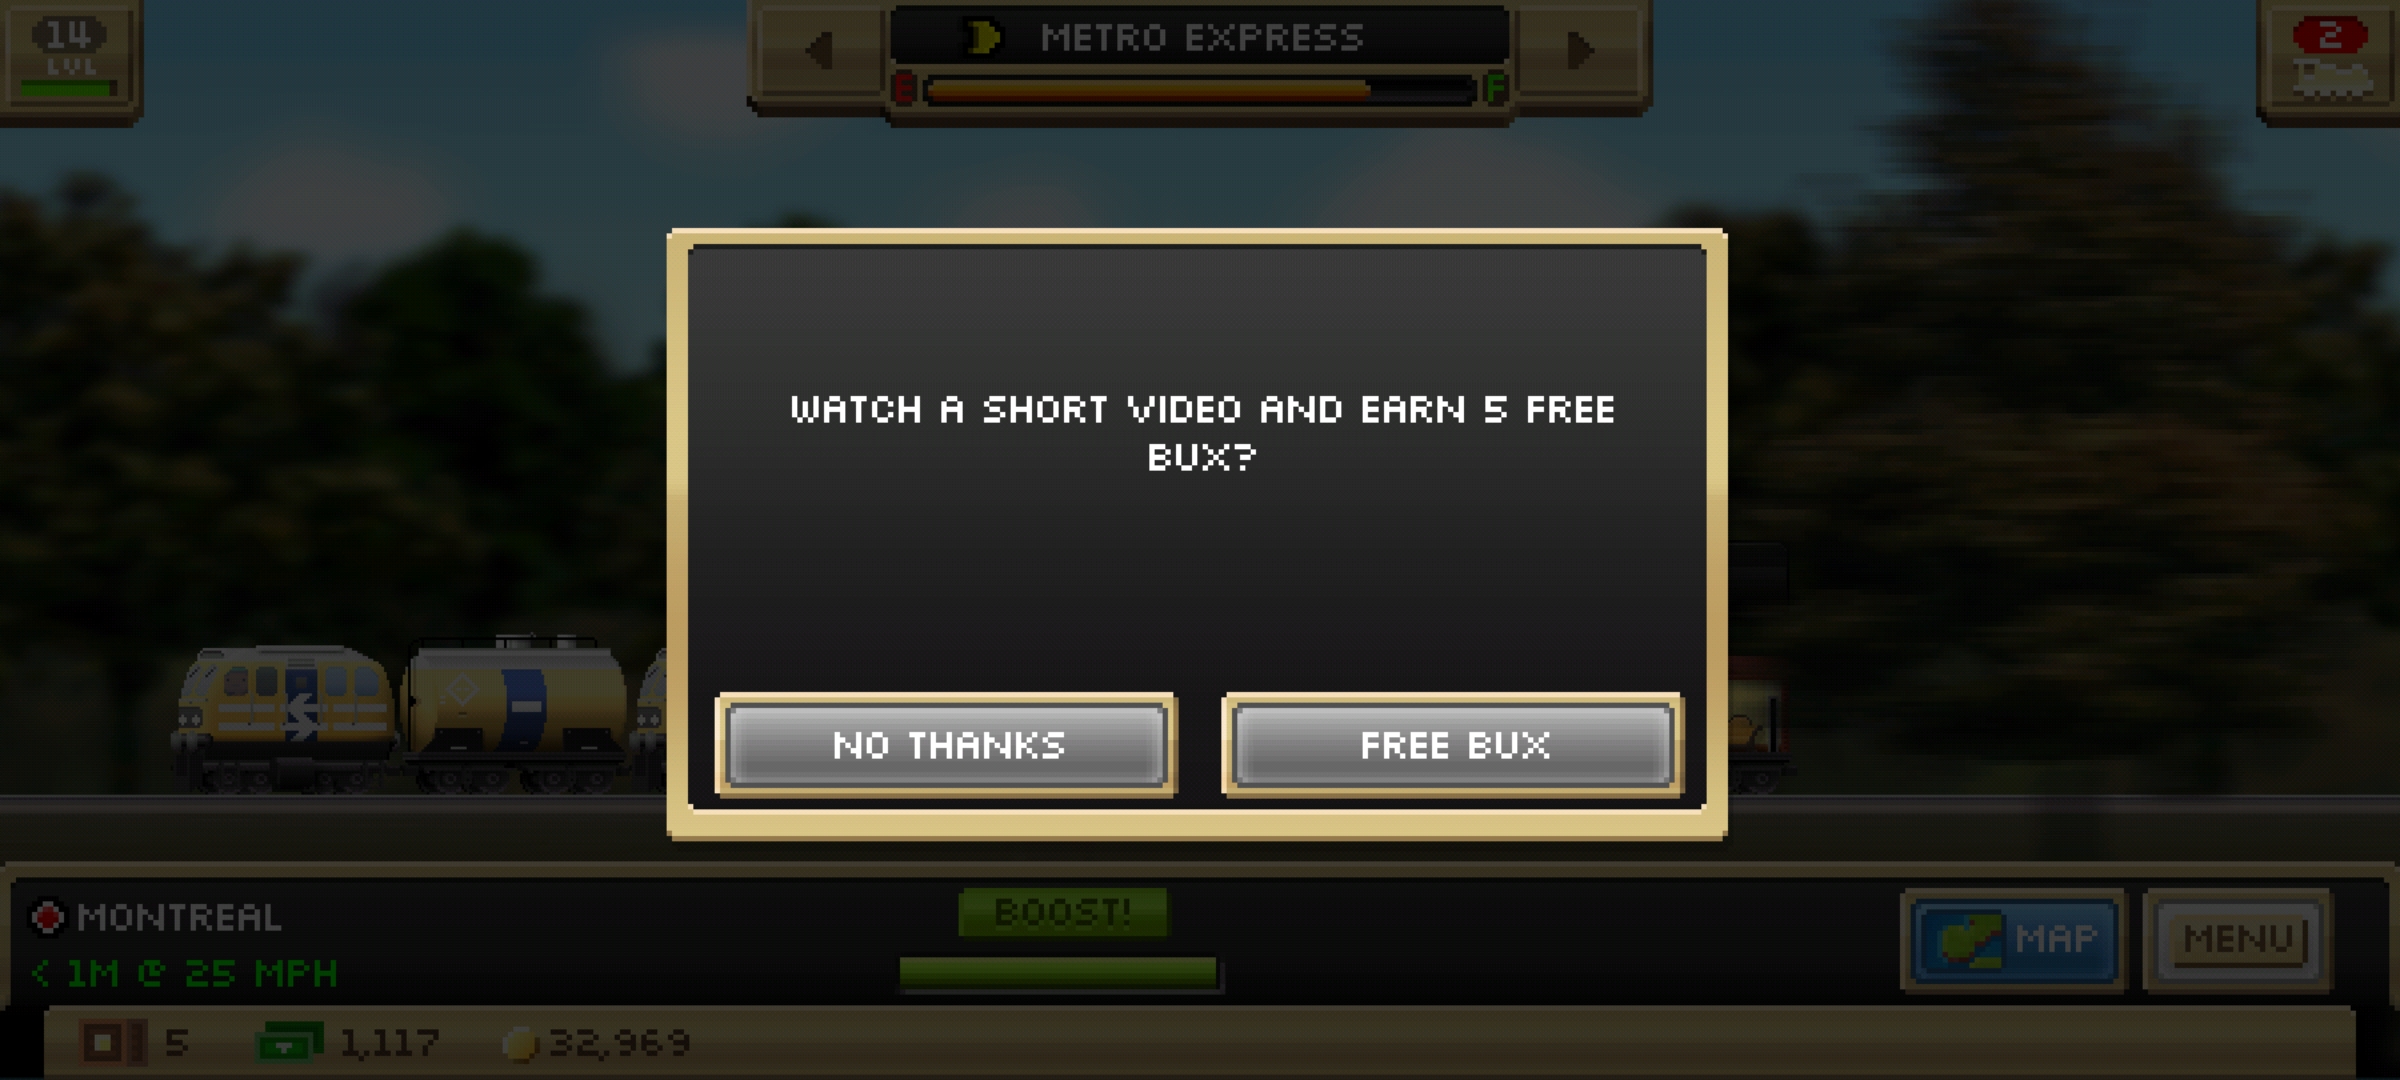 14
LVL
METRO EXPRESS
E F
2
WATCH A SHORT VIDEO AND EARN 5 FREE
BUX?
NO THANKS
FREE BUX
MONTREAL
< 1M @ 25 MPH
BOOST!
MAP
MENU
5
1,117
32,969